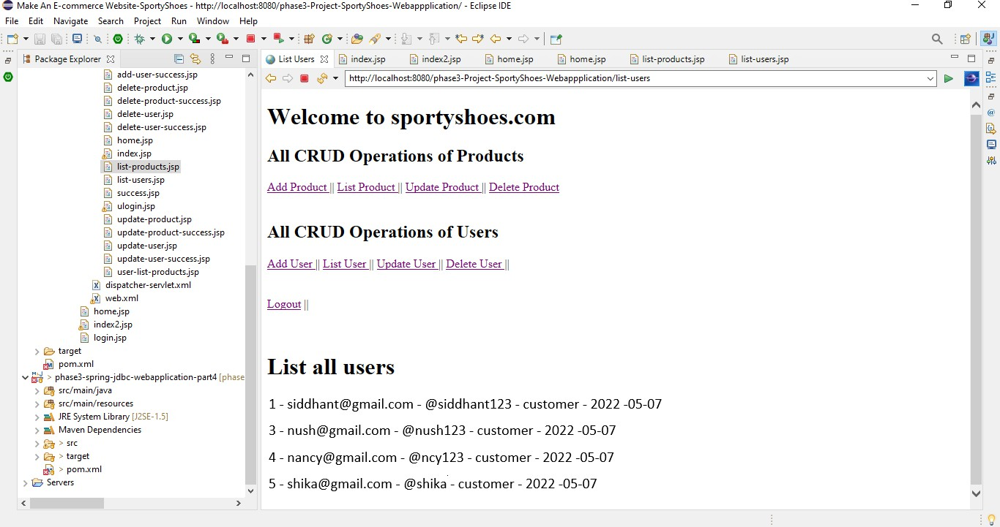 Make An E-commerce Website-SportyShoes - http://localhost:8080/phase3-Project-SportyShoes-Webappplication/ - Eclipse IDE
File Edit Navigate Search Project Run Window Help
Package Explorer
add-user-success.jsp
delete-product.jsp
delete-product-success.jsp
delete-user.jsp
delete-user-success.jsp
home.jsp
index.jsp
list-products.jsp
list-users.jsp
success.jsp
ulogin.jsp
update-product.jsp
update-product-success.jsp
update-user.jsp
update-user-success.jsp
user-list-products.jsp
dispatcher-servlet.xml
web.xml
home.jsp
index2.jsp
login.jsp
target
pom.xml
> phase3-spring-jdbc-webapplication-part4 [phase
src/main/java
src/main/resources
JRE System Library [J2SE-1.5]
Maven Dependencies
> src
> target
> pom.xml
Servers
List Users index.jsp index2.jsp home.jsp home.jsp list-products.jsp list-users.jsp
http://localhost:8080/phase3-Project-SportyShoes-Webappplication/list-users
Welcome to sportyshoes.com
All CRUD Operations of Products
Add Product || List Product || Update Product || Delete Product
All CRUD Operations of Users
Add User || List User || Update User || Delete User ||
Logout ||
List all users
1 - siddhant@gmail.com - @siddhant123 - customer - 2022 -05-07
3 - nush@gmail.com - @nush123 - customer - 2022 -05-07
4 - nancy@gmail.com - @ncy123 - customer - 2022 -05-07
5 - shika@gmail.com - @shika - customer - 2022 -05-07